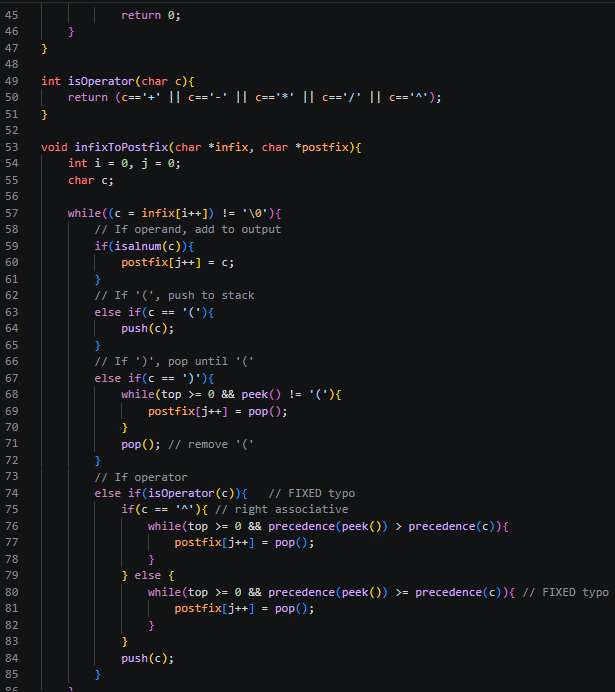 45 return 0;
46 }
47 }
48
49 int isOperator(char c){
50 return (c=='+' || c=='-' || c=='*' || c=='/' || c=='^');
51 }
52
53 void infixToPostfix(char *infix, char *postfix){
54 int i = 0, j = 0;
55 char c;
56
57 while((c = infix[i++]) != '\0'){
58 // If operand, add to output
59 if(isalnum(c)){
60 postfix[j++] = c;
61 }
62 // If '(', push to stack
63 else if(c == '('){
64 push(c);
65 }
66 // If ')', pop until '('
67 else if(c == ')'){
68 while(top >= 0 && peek() != '('){
69 postfix[j++] = pop();
70 }
71 pop(); // remove '('
72 }
73 // If operator
74 else if(isOperator(c)){ // FIXED typo
75 if(c == '^'){ // right associative
76 while(top >= 0 && precedence(peek()) > precedence(c)){
77 postfix[j++] = pop();
78 }
79 } else {
80 while(top >= 0 && precedence(peek()) >= precedence(c)){ // FIXED typo
81 postfix[j++] = pop();
82 }
83 }
84 push(c);
85 }
86 }